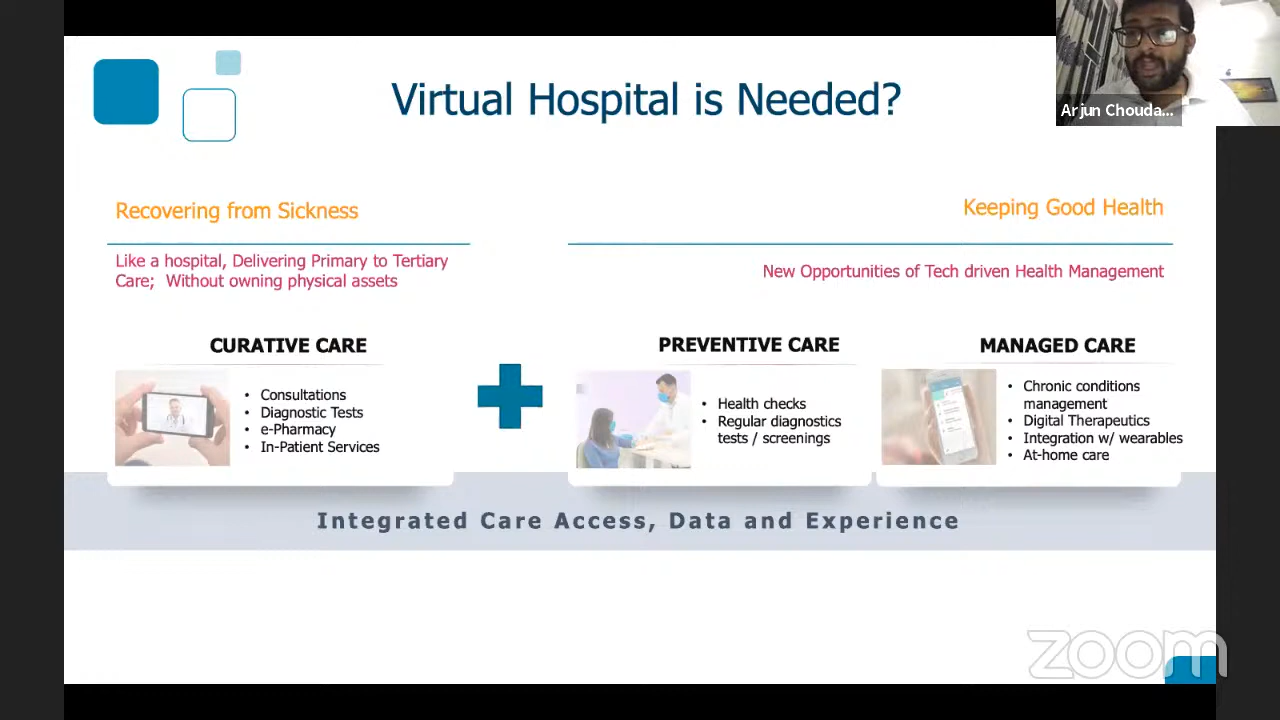 Virtual Hospital is Needed?
Arjun Chouda...
Recovering from Sickness
Keeping Good Health
Like a hospital, Delivering Primary to Tertiary
Care;  Without owning physical assets
New Opportunities of Tech driven Health Management
CURATIVE CARE
• Consultations
• Diagnostic Tests
• e-Pharmacy
• In-Patient Services
PREVENTIVE CARE
• Health checks
• Regular diagnostics
tests / screenings
MANAGED CARE
• Chronic conditions
management
• Digital Therapeutics
• Integration w/ wearables
• At-home care
Integrated Care Access, Data and Experience
zoom